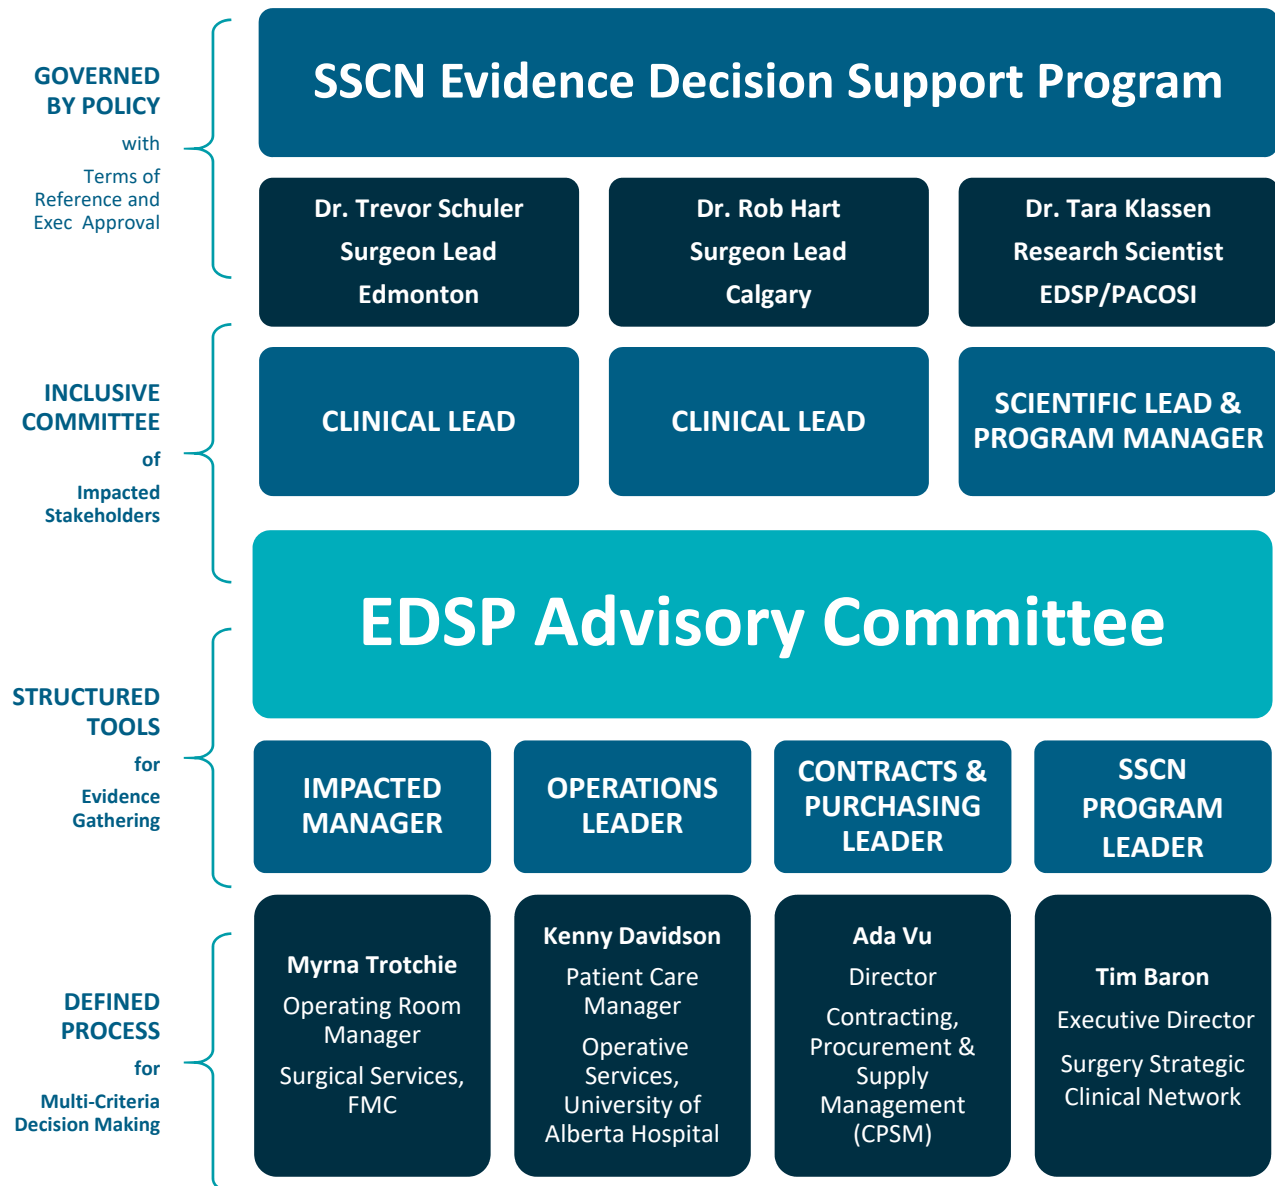 GOVERNED
BY POLICY
with
Terms of
Reference and
Exec Approval
INCLUSIVE
COMMITTEE
of
Impacted
Stakeholders
STRUCTURED
TOOLS
for
Evidence
Gathering
DEFINED
PROCESS
for
Multi-Criteria
Decision Making
SSCN Evidence Decision Support Program
Dr. Trevor Schuler
Surgeon Lead
Edmonton
Dr. Rob Hart
Surgeon Lead
Calgary
Dr. Tara Klassen
Research Scientist
EDSP/PACOSI
CLINICAL LEAD
CLINICAL LEAD
SCIENTIFIC LEAD &
PROGRAM MANAGER
EDSP Advisory Committee
IMPACTED
MANAGER
OPERATIONS
LEADER
CONTRACTS &
PURCHASING
LEADER
SSCN
PROGRAM
LEADER
Myrna Trotchie
Operating Room
Manager
Surgical Services,
FMC
Kenny Davidson
Patient Care
Manager
Operative
Services,
University of
Alberta Hospital
Ada Vu
Director
Contracting,
Procurement &
Supply
Management
(CPSM)
Tim Baron
Executive Director
Surgery Strategic
Clinical Network